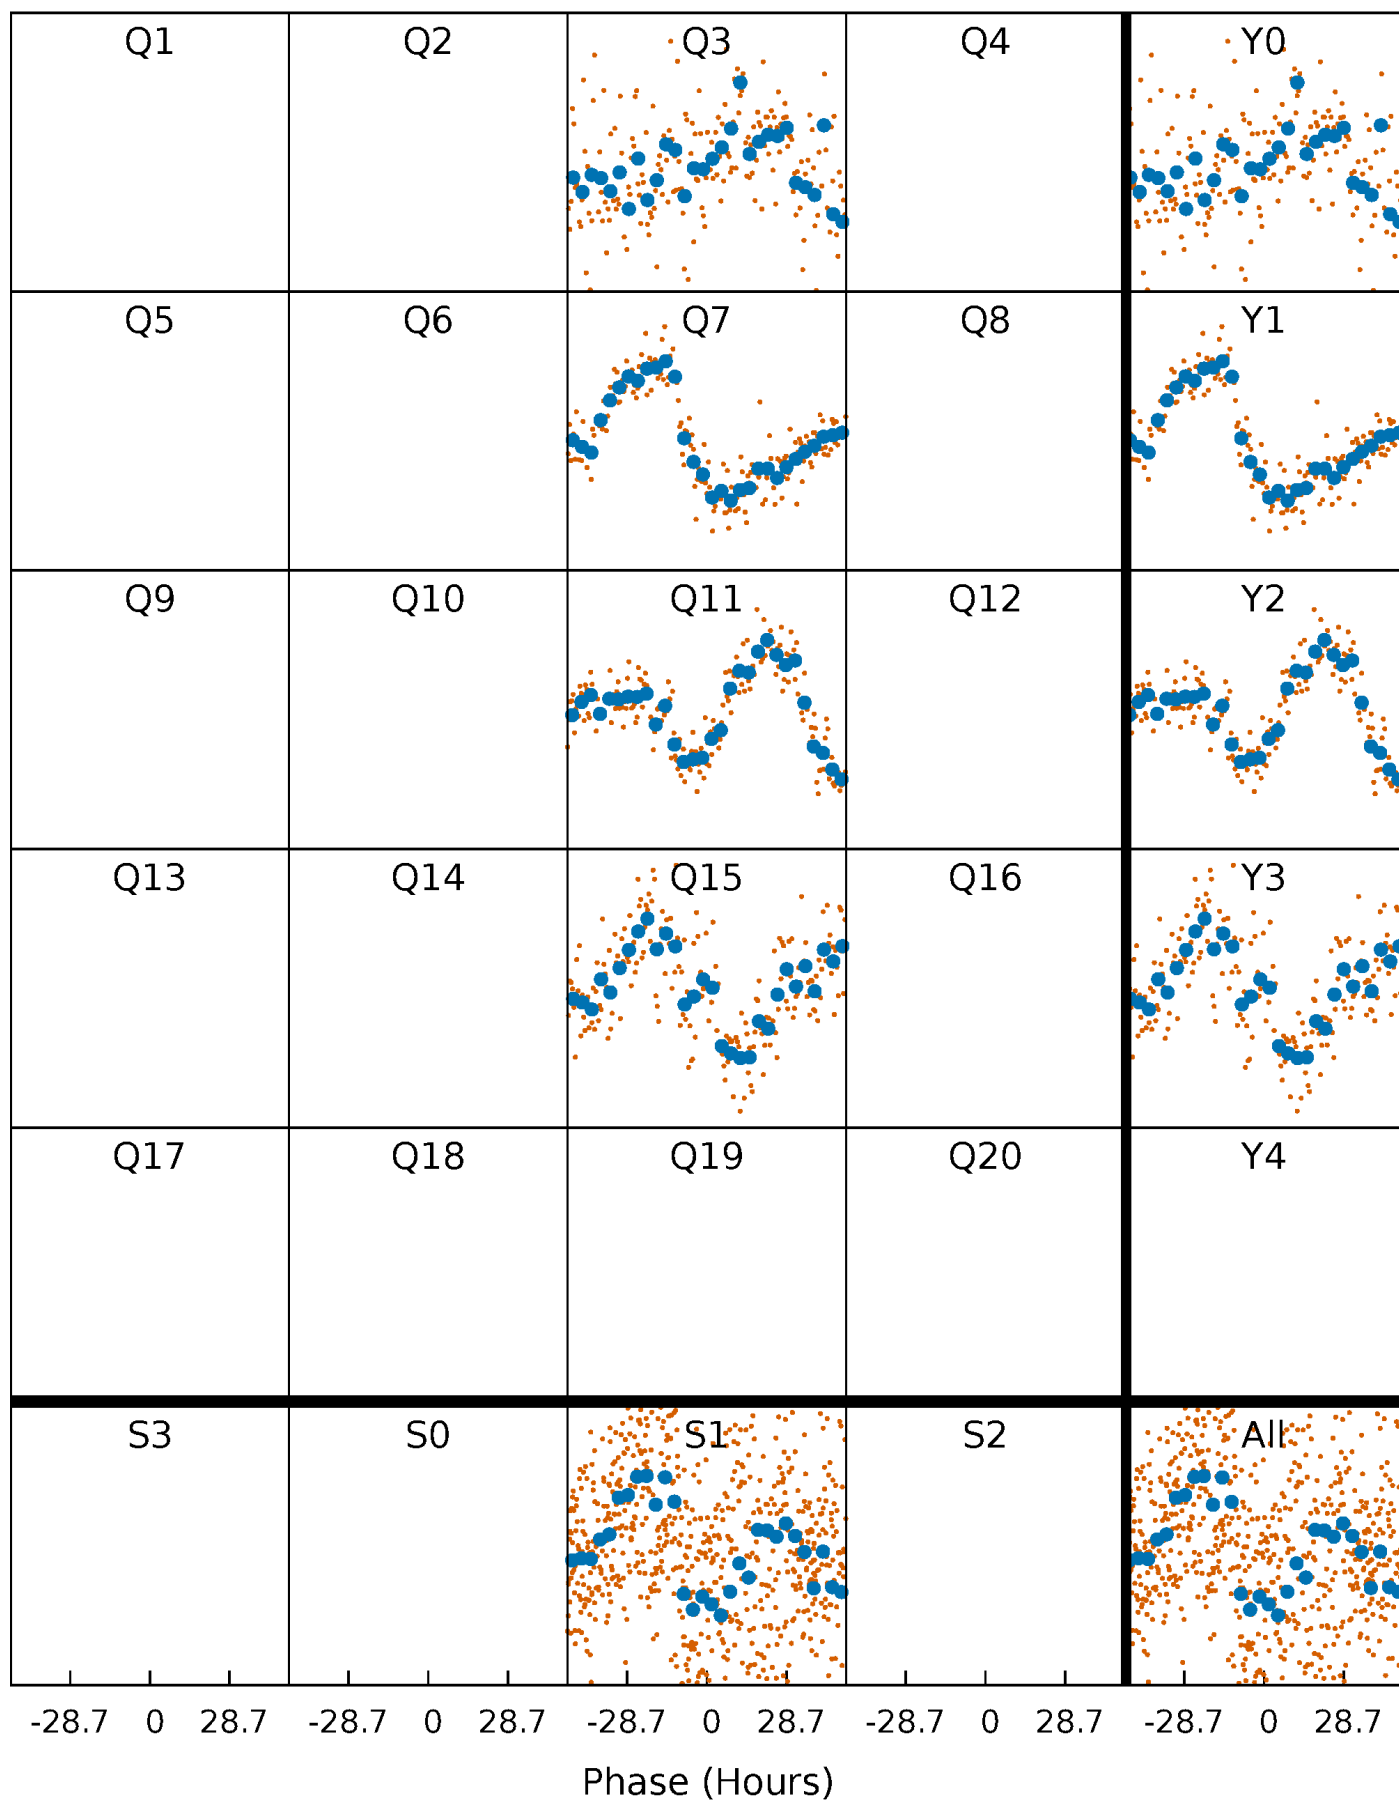 Q1 Q2 Q3 Q4 Y0
Q5 Q6 Q7 Q8 Y1
Q9 Q10 Q11 Q12 Y2
Q13 Q14 Q15 Q16 Y3
Q17 Q18 Q19 Q20 Y4
S3 S0 S1 S2 All
-28.7 0 28.7 -28.7 0 28.7 -28.7 0 28.7 -28.7 0 28.7 -28.7 0 28.7
Phase (Hours)